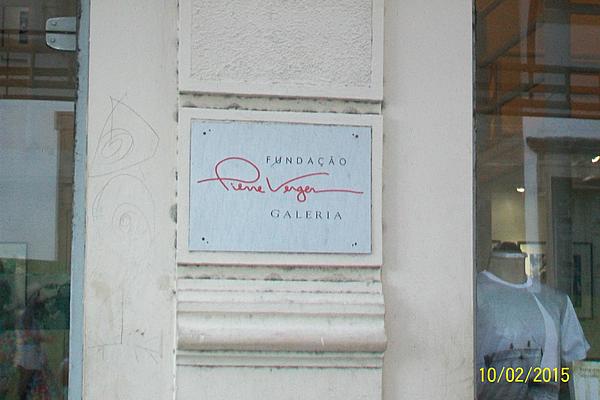 FUNDAÇÃO
Pierre Verger
GALERIA
10/02/2015